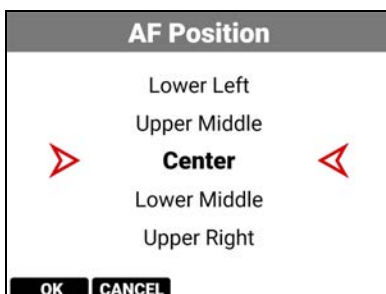 AF Position
Lower Left
Upper Middle
Center
Lower Middle
Upper Right
OK CANCEL